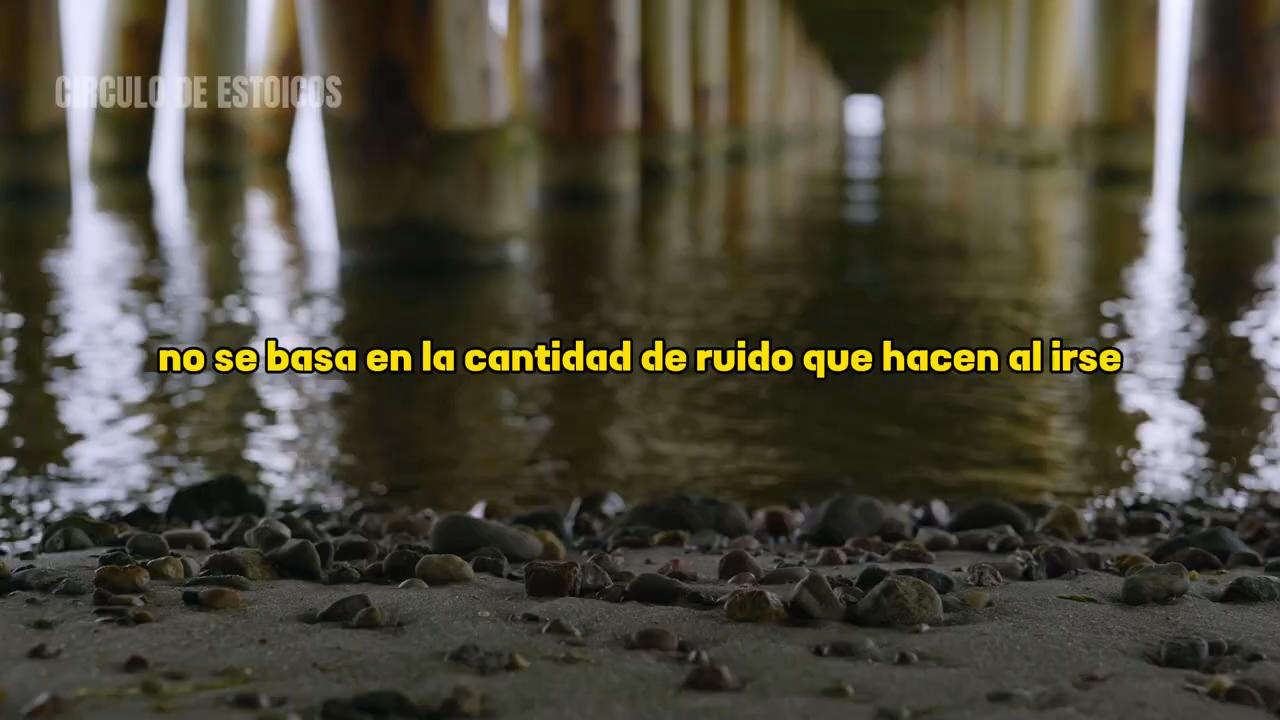 CIRCULO DE ESTOICOS
no se basa en la cantidad de ruido que hacen al irse